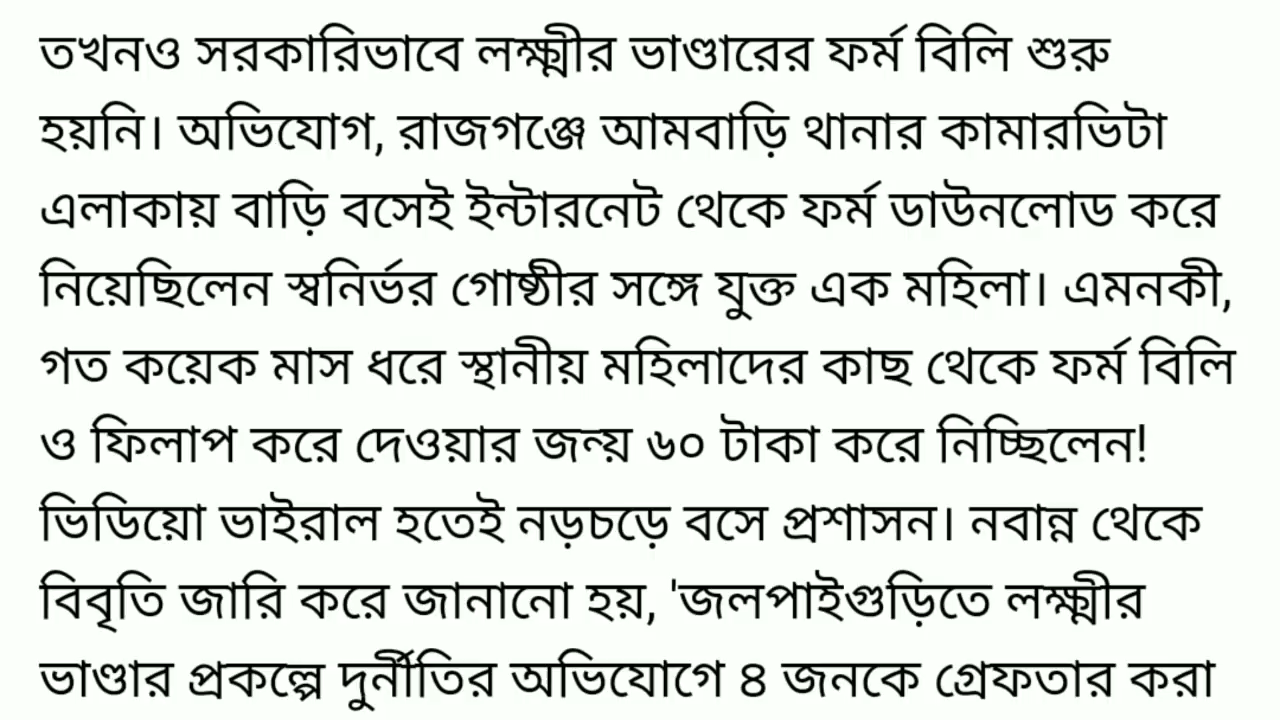 তখনও সরকারিভাবে লক্ষ্মীর ভাণ্ডারের ফর্ম বিলি শুরু
হয়নি। অভিযোগ, রাজগঞ্জে আমবাড়ি থানার কামারভিটা
এলাকায় বাড়ি বসেই ইন্টারনেট থেকে ফর্ম ডাউনলোড করে
নিয়েছিলেন স্বনির্ভর গোষ্ঠীর সঙ্গে যুক্ত এক মহিলা। এমনকী,
গত কয়েক মাস ধরে স্থানীয় মহিলাদের কাছ থেকে ফর্ম বিলি
ও ফিলাপ করে দেওয়ার জন্য় ৬০ টাকা করে নিচ্ছিলেন!
ভিডিয়ো ভাইরাল হতেই নড়চড়ে বসে প্রশাসন। নবান্ন থেকে
বিবৃতি জারি করে জানানো হয়, 'জলপাইগুড়িতে লক্ষ্মীর
ভাণ্ডার প্রকল্পে দুর্নীতির অভিযোগে ৪ জনকে গ্রেফতার করা